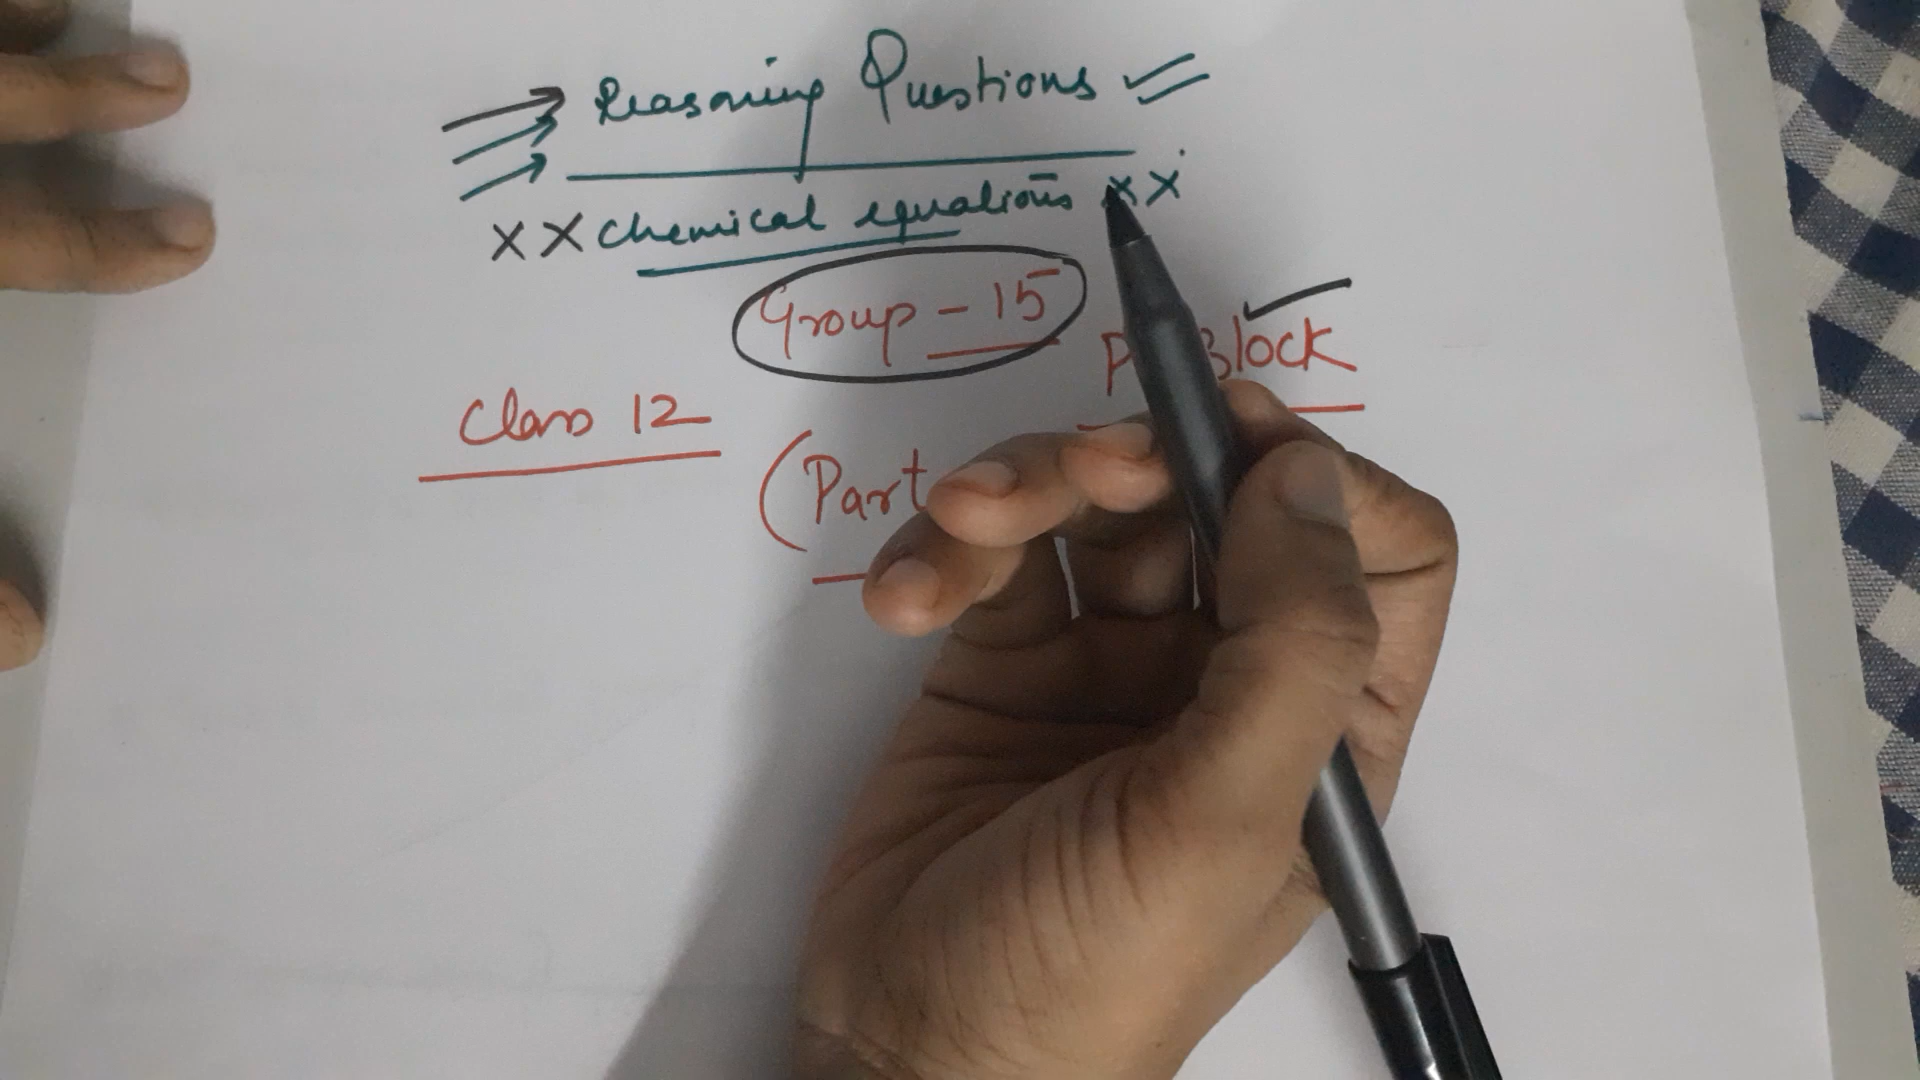 Reasoning Questions
XX Chemical equations XX
Group - 15
Block
Class 12
(Part